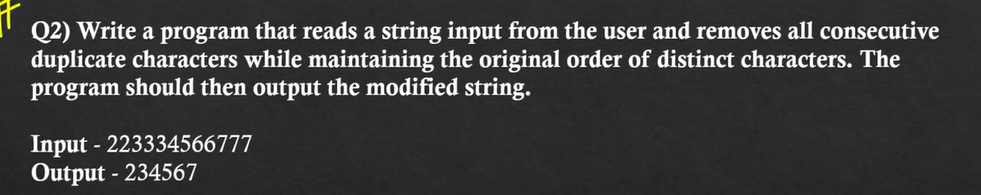 Q2) Write a program that reads a string input from the user and removes all consecutive
duplicate characters while maintaining the original order of distinct characters. The
program should then output the modified string.
Input - 223334566777
Output - 234567